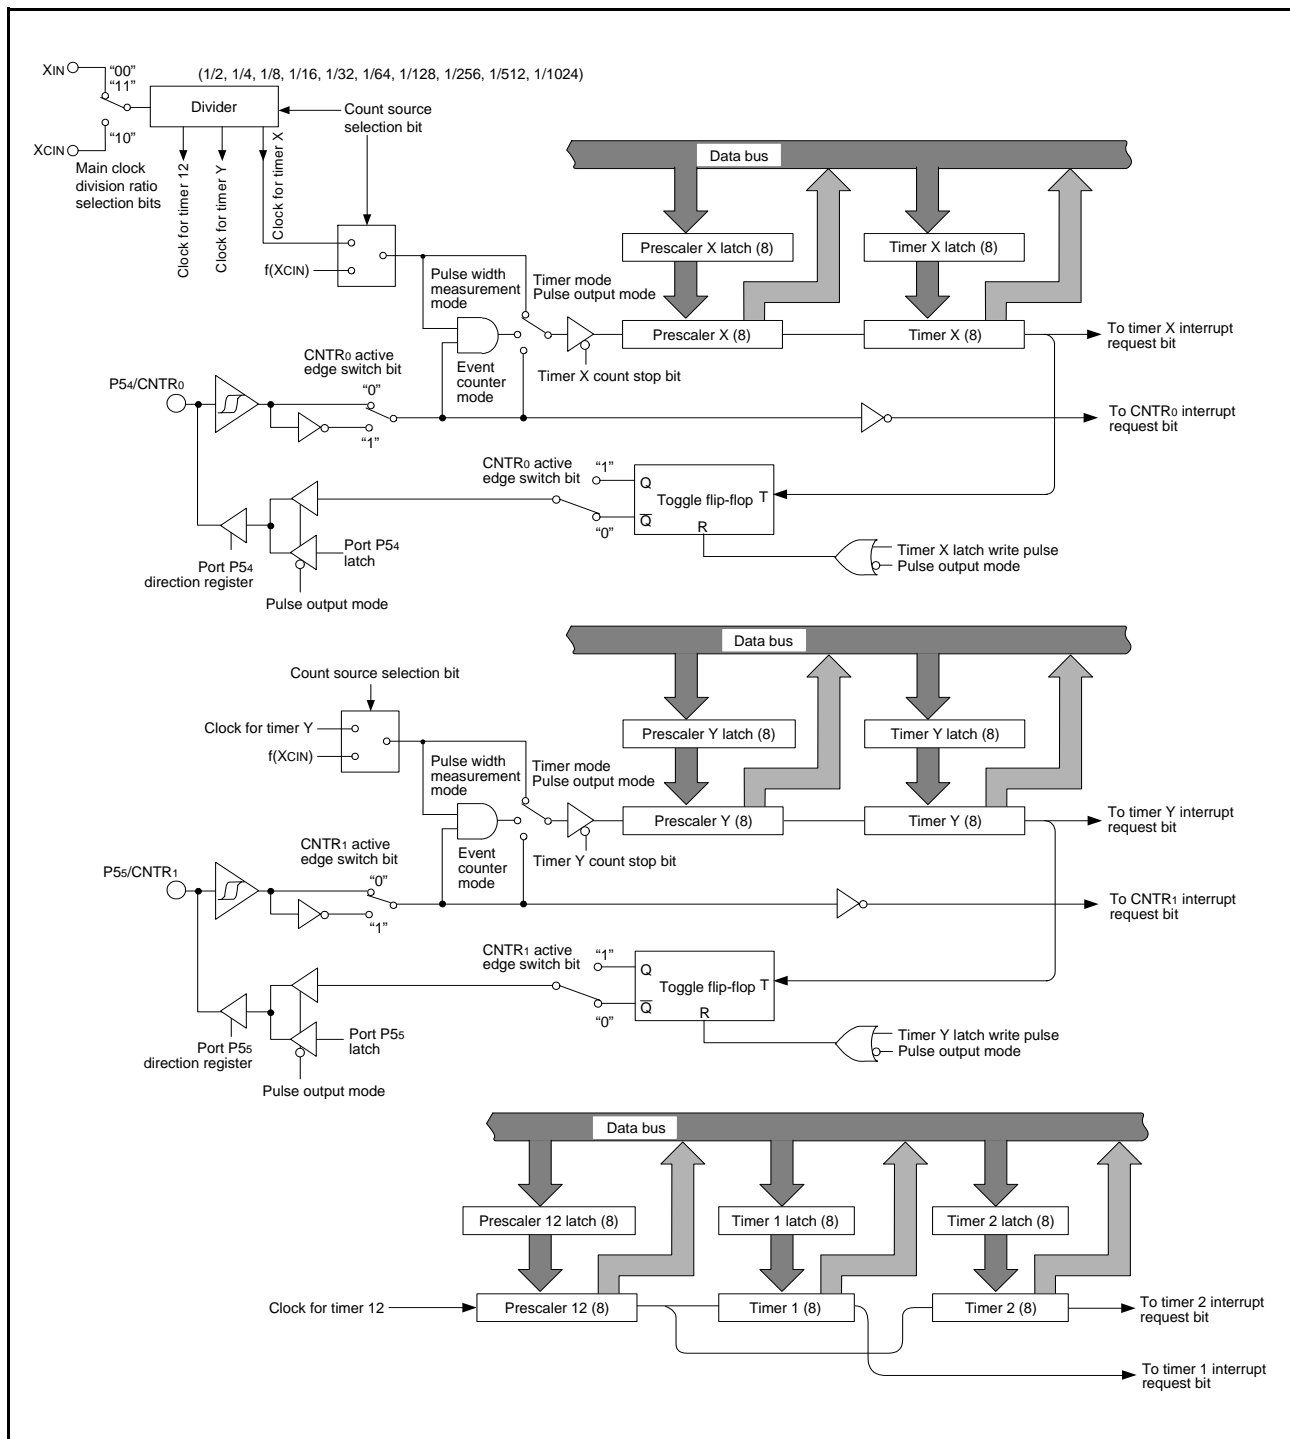 XIN
“00”
“11”
“10”
XCIN
Main clock
division ratio
selection bits
(1/2, 1/4, 1/8, 1/16, 1/32, 1/64, 1/128, 1/256, 1/512, 1/1024)
Divider
Count source
selection bit
Clock for timer 12
Clock for timer Y
Clock for timer X
f(XCIN)
Data bus
Prescaler X latch (8)
Timer X latch (8)
Pulse width
measurement
mode
Timer mode
Pulse output mode
Prescaler X (8)
Timer X (8)
To timer X interrupt
request bit
Event
counter
mode
Timer X count stop bit
CNTR0 active
edge switch bit
P54/CNTR0
“0”
“1”
To CNTR0 interrupt
request bit
CNTR0 active
edge switch bit
“1”
“0”
Q
Toggle flip-flop
T
Q
R
Timer X latch write pulse
Pulse output mode
Port P54
latch
Port P54
direction register
Pulse output mode
Data bus
Count source selection bit
Clock for timer Y
f(XCIN)
Prescaler Y latch (8)
Timer Y latch (8)
Pulse width
measurement
mode
Timer mode
Pulse output mode
Prescaler Y (8)
Timer Y (8)
To timer Y interrupt
request bit
Event
counter
mode
Timer Y count stop bit
CNTR1 active
edge switch bit
P55/CNTR1
“0”
“1”
To CNTR1 interrupt
request bit
CNTR1 active
edge switch bit
“1”
“0”
Q
Toggle flip-flop
T
Q
R
Timer Y latch write pulse
Pulse output mode
Port P55
latch
Port P55
direction register
Pulse output mode
Data bus
Prescaler 12 latch (8)
Timer 1 latch (8)
Timer 2 latch (8)
Clock for timer 12
Prescaler 12 (8)
Timer 1 (8)
Timer 2 (8)
To timer 2 interrupt
request bit
To timer 1 interrupt
request bit